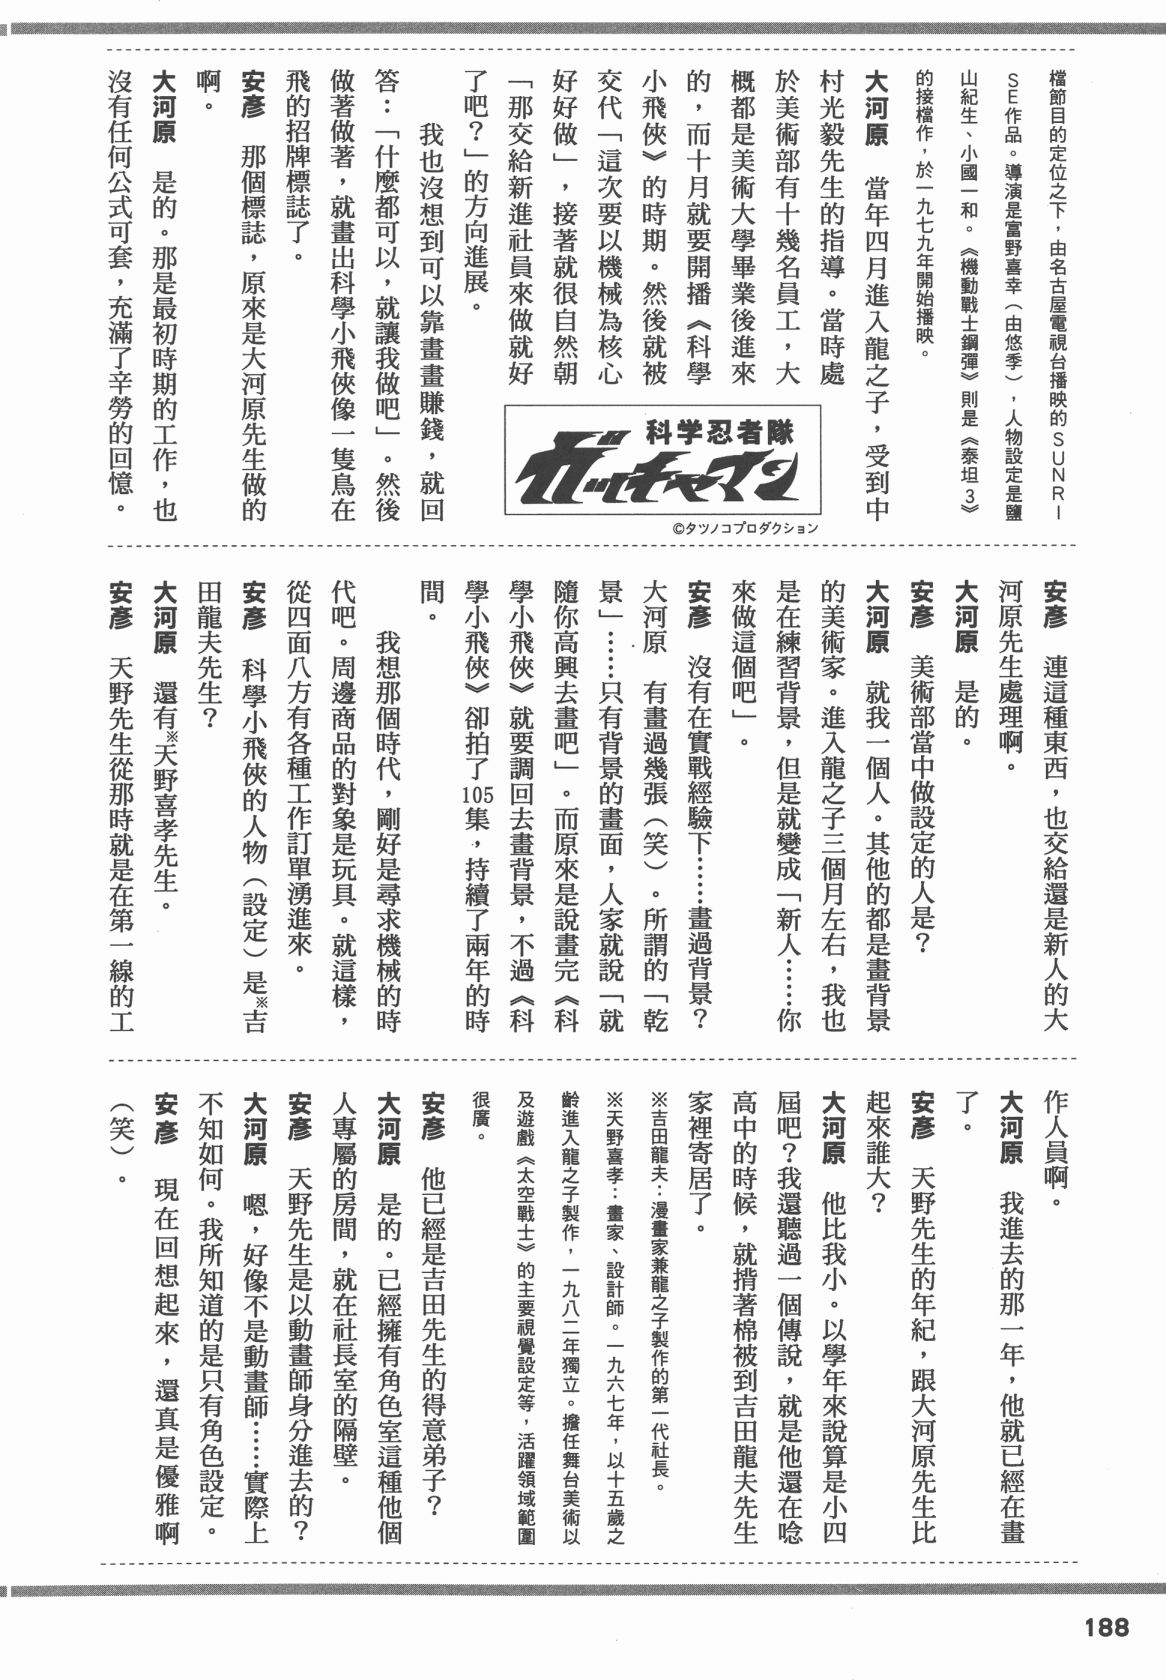 檔節目的定位之下，由名古屋電視台播映的SUNRI
SE作品。導演是富野喜幸（由悠季），人物設定是鹽
山紀生、小國一和。《機動戰士鋼彈》則是《泰坦3》
的接檔作，於一九七九年開始播映。
大河原　當年四月進入龍之子，受到中
村光毅先生的指導。當時處
於美術部有十幾名員工，大
概都是美術大學畢業後進來
的，而十月就要開播《科學
小飛俠》的時期。然後就被
交代「這次要以機械為核心
好好做」，接著就很自然朝
「那交給新進社員來做就好
了吧？」的方向進展。
科学忍者隊
ガッチャマン
©タツノコプロダクション
　我也沒想到可以靠畫畫賺錢，就回
答：「什麼都可以，就讓我做吧」。然後
做著做著，就畫出科學小飛俠像一隻鳥在
飛的招牌標誌了。
安彥　那個標誌，原來是大河原先生做的
啊。
大河原　是的。那是最初時期的工作，也
沒有任何公式可套，充滿了辛勞的回憶。
安彥　連這種東西，也交給還是新人的大
河原先生處理啊。
大河原　是的。
安彥　美術部當中做設定的人是？
大河原　就我一個人。其他的都是畫背景
的美術家。進入龍之子三個月左右，我也
是在練習背景，但是就變成「新人……你
來做這個吧」。
安彥　沒有在實戰經驗下……畫過背景？
大河原　有畫過幾張（笑）。所謂的「乾
景」……只有背景的畫面，人家就說「就
隨你高興去畫吧」。而原來是說畫完《科
學小飛俠》就要調回去畫背景，不過《科
學小飛俠》卻拍了105集，持續了兩年的時
間。
　我想那個時代，剛好是尋求機械的時
代吧。周邊商品的對象是玩具。就這樣，
從四面八方有各種工作訂單湧進來。
安彥　科學小飛俠的人物（設定）是※吉
田龍夫先生？
大河原　還有※天野喜孝先生。
安彥　天野先生從那時就是在第一線的工
作人員啊。
大河原　我進去的那一年，他就已經在畫
了。
安彥　天野先生的年紀，跟大河原先生比
起來誰大？
大河原　他比我小。以學年來說算是小四
屆吧？我還聽過一個傳說，就是他還在唸
高中的時候，就揹著棉被到吉田龍夫先生
家裡寄居了。
※吉田龍夫：漫畫家兼龍之子製作的第一代社長。
※天野喜孝：畫家、設計師。一九六七年，以十五歲之
齡進入龍之子製作，一九八二年獨立。擔任舞台美術以
及遊戲《太空戰士》的主要視覺設定等，活躍領域範圍
很廣。
安彥　他已經是吉田先生的得意弟子？
大河原　是的。已經擁有角色室這種他個
人專屬的房間，就在社長室的隔壁。
安彥　天野先生是以動畫師身分進去的？
大河原　嗯，好像不是動畫師……實際上
不知如何。我所知道的是只有角色設定。
安彥　現在回想起來，還真是優雅啊
（笑）。
188